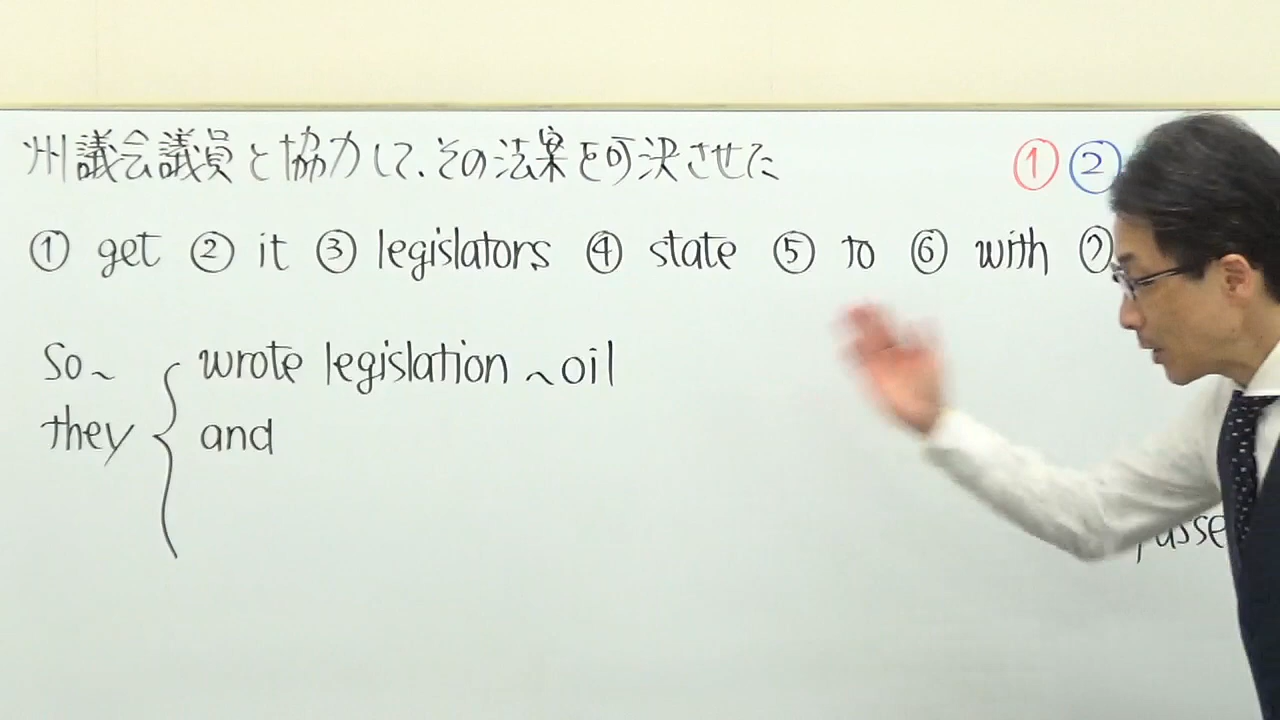 州議会議員と協力して、その法案を可決させた ① ②
① get ② it ③ legislators ④ state ⑤ to ⑥ with ⑦
So~ wrote legislation ~oil
they and
passe